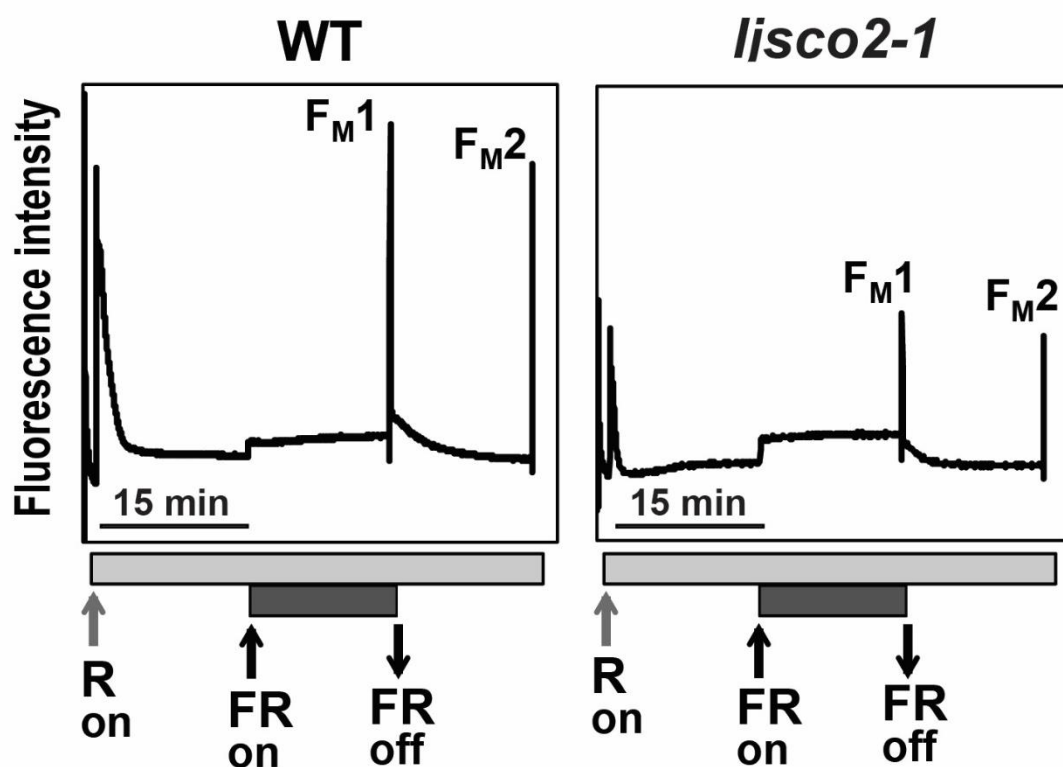 WT
ljsco2-1
Fluorescence intensity
FM1
FM2
15 min
FM1
FM2
15 min
R
on
FR
on
FR
off
R
on
FR
on
FR
off